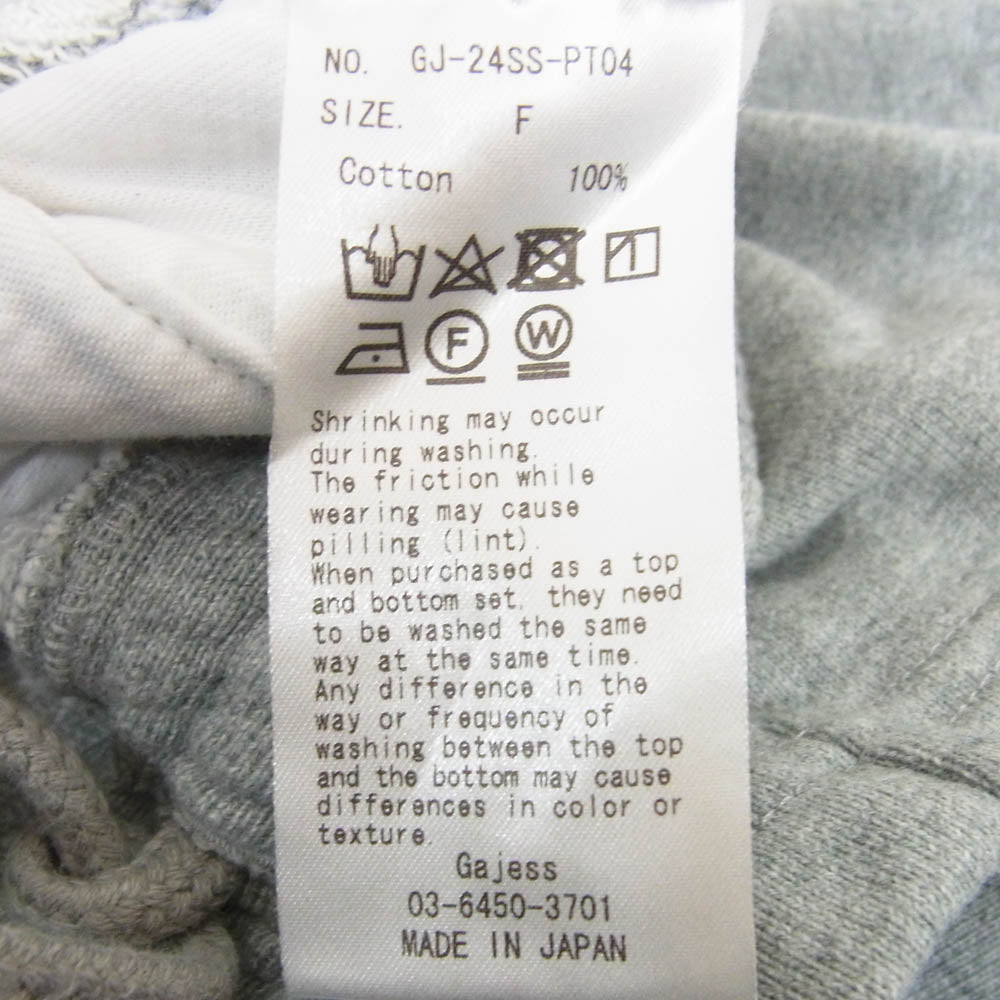 NO. GJ-24SS-PT04
SIZE. F
Cotton 100%
F W
Shrinking may occur
during washing.
The friction while
wearing may cause
pilling (lint).
When purchased as a top
and bottom set, they need
to be washed the same
way at the same time.
Any difference in the
way or frequency of
washing between the top
and the bottom may cause
differences in color or
texture.
Gajess
03-6450-3701
MADE IN JAPAN